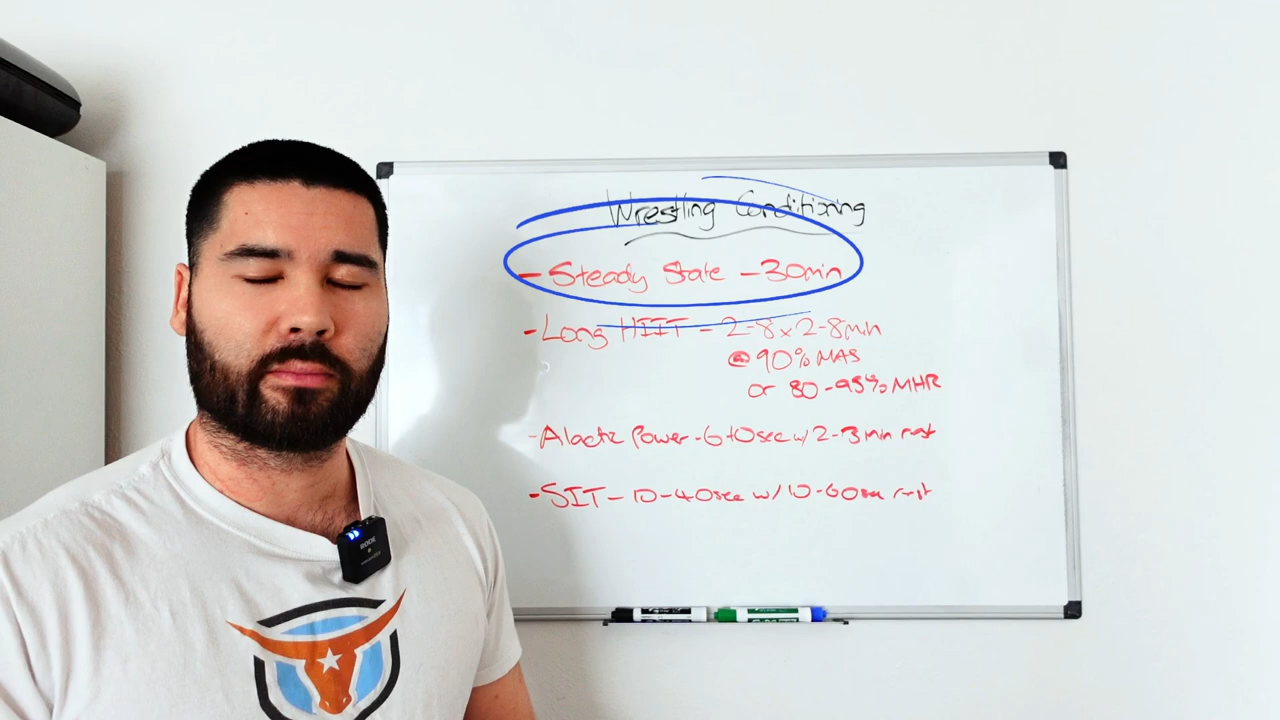 Wrestling Conditioning
- Steady State - 30min
- Long HIIT - 2-8 x 2-8min
@ 90% MAS
or 80-95% MHR
- Alactic Power - 6-10sec w/ 2-3 min rest
- SIT - 10-40sec w/ 10-60sec rest
RODE